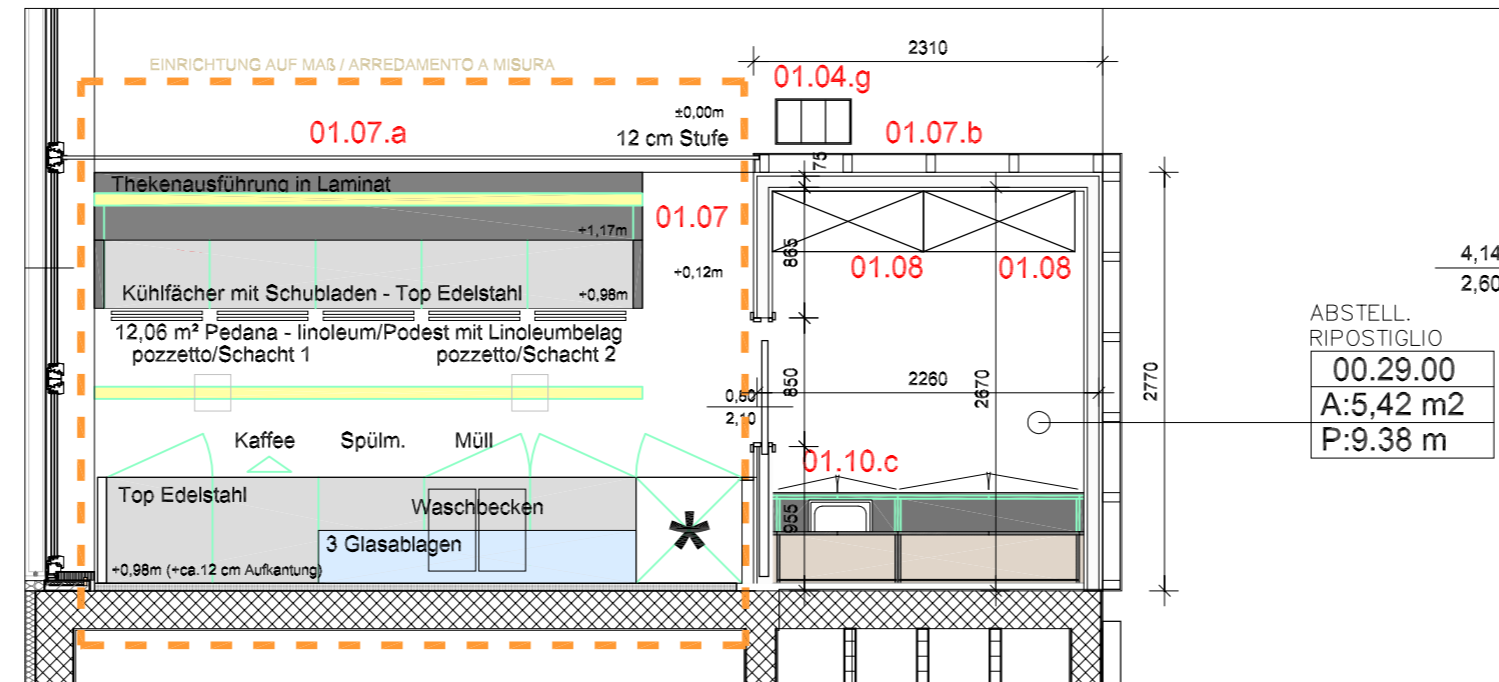 EINRICHTUNG AUF MAß / ARREDAMENTO A MISURA
2310
01.04.g
±0,00m
01.07.a
12 cm Stufe
01.07.b
75
Thekenausführung in Laminat
01.07
+1,17m
865
+0,12m
01.08
01.08
4,14
2,60
Kühlfächer mit Schubladen - Top Edelstahl
+0,98m
12,06 m² Pedana - linoleum/Podest mit Linoleumbelag
pozzetto/Schacht 1
pozzetto/Schacht 2
ABSTELL.
RIPOSTIGLIO
00.29.00
A:5,42 m2
P:9.38 m
850
2260
2670
2770
2,10
Kaffee
Spülm.
Müll
01.10.c
Top Edelstahl
Waschbecken
955
3 Glasablagen
+0,98m (+ca.12 cm Aufkantung)